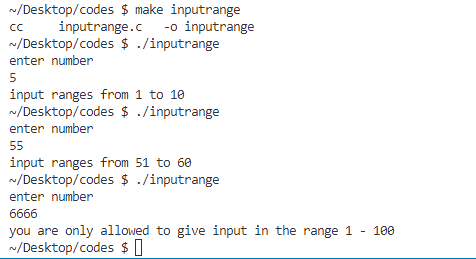 ~/Desktop/codes $ make inputrange
cc     inputrange.c   -o inputrange
~/Desktop/codes $ ./inputrange
enter number
5
input ranges from 1 to 10
~/Desktop/codes $ ./inputrange
enter number
55
input ranges from 51 to 60
~/Desktop/codes $ ./inputrange
enter number
6666
you are only allowed to give input in the range 1 - 100
~/Desktop/codes $